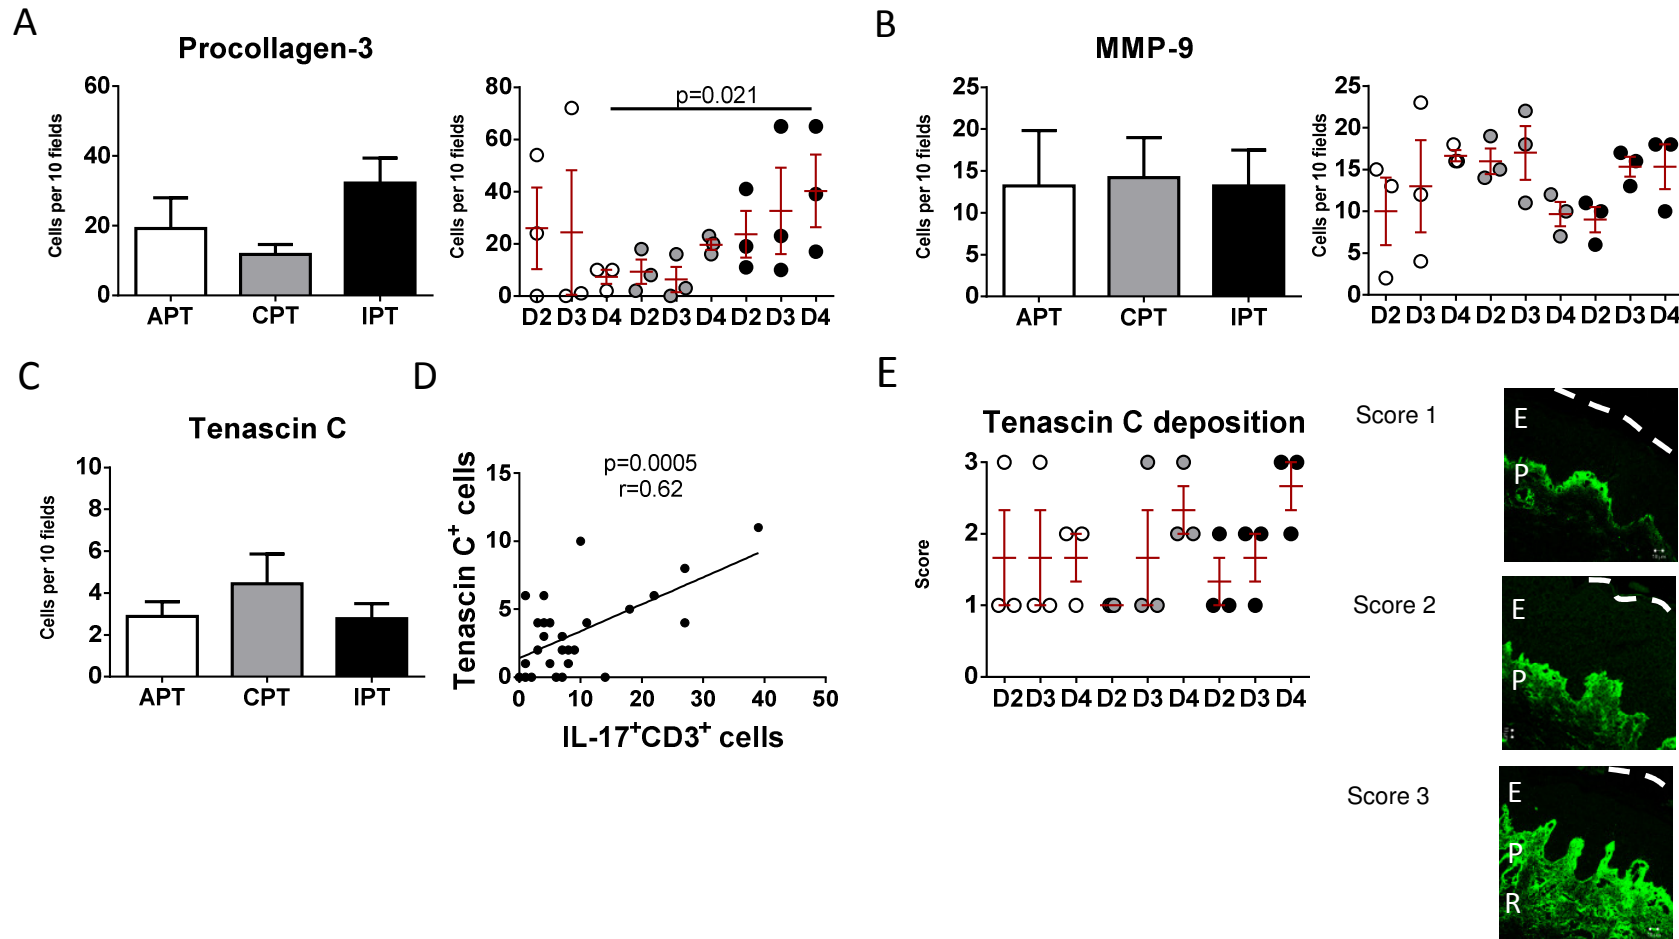 A
Procollagen-3
Cells per 10 fields
60
40
20
0
APT CPT IPT
Cells per 10 fields
80
60
40
20
0
p=0.021
D2 D3 D4 D2 D3 D4 D2 D3 D4
B
MMP-9
Cells per 10 fields
25
20
15
10
5
0
APT CPT IPT
Cells per 10 fields
25
20
15
10
5
0
D2 D3 D4 D2 D3 D4 D2 D3 D4
C
Tenascin C
Cells per 10 fields
10
8
6
4
2
0
APT CPT IPT
D
Tenascin C+ cells
p=0.0005
r=0.62
15
10
5
0
0 10 20 30 40 50
IL-17+CD3+ cells
E
Tenascin C deposition
Score
3
2
1
0
D2 D3 D4 D2 D3 D4 D2 D3 D4
Score 1
E
P
Score 2
E
P
Score 3
E
P
R